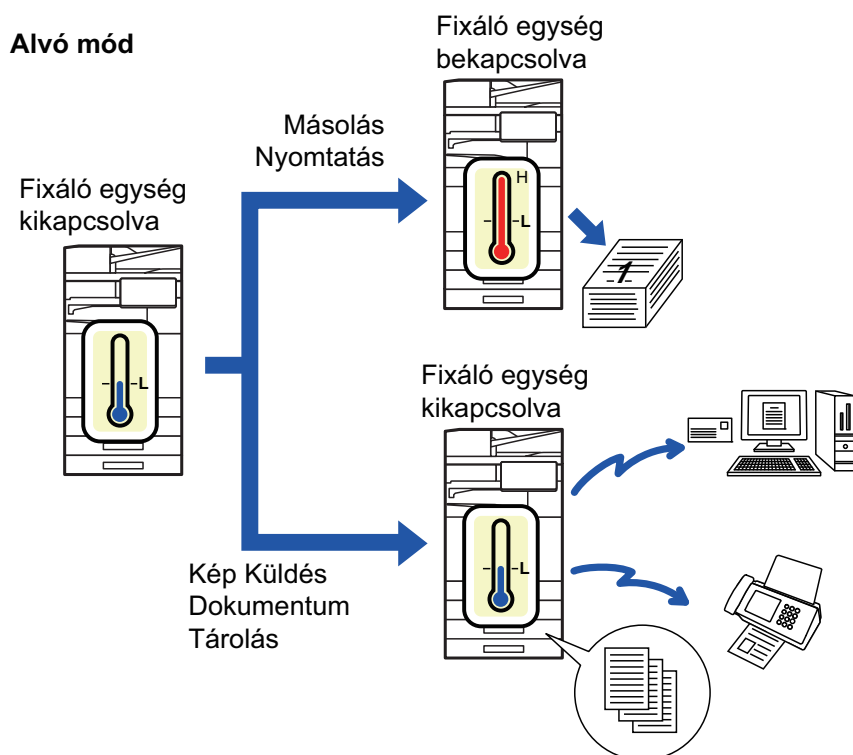 Alvó mód
Fixáló egység
bekapcsolva
Másolás
Nyomtatás
H
L
1
Fixáló egység
kikapcsolva
L
Fixáló egység
kikapcsolva
L
Kép Küldés
Dokumentum
Tárolás